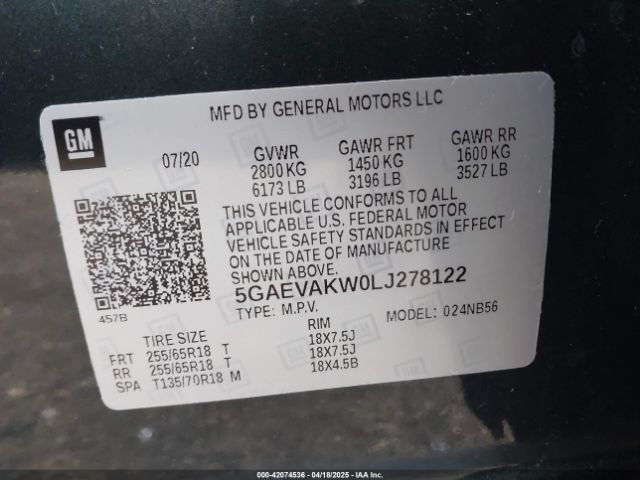 MFD BY GENERAL MOTORS LLC
GM
07/20
GVWR
2800 KG
6173 LB
GAWR FRT
1450 KG
3196 LB
GAWR RR
1600 KG
3527 LB
THIS VEHICLE CONFORMS TO ALL
APPLICABLE U.S. FEDERAL MOTOR
VEHICLE SAFETY STANDARDS IN EFFECT
ON THE DATE OF MANUFACTURE
SHOWN ABOVE.
457B
5GAEVAKW0LJ278122
TYPE: M.P.V.
MODEL: 024NB56
TIRE SIZE
RIM
FRT 255/65R18 T 18X7.5J
RR 255/65R18 T 18X7.5J
SPA T135/70R18 M 18X4.5B
000-42074536 - 04/18/2025 - IAA Inc.